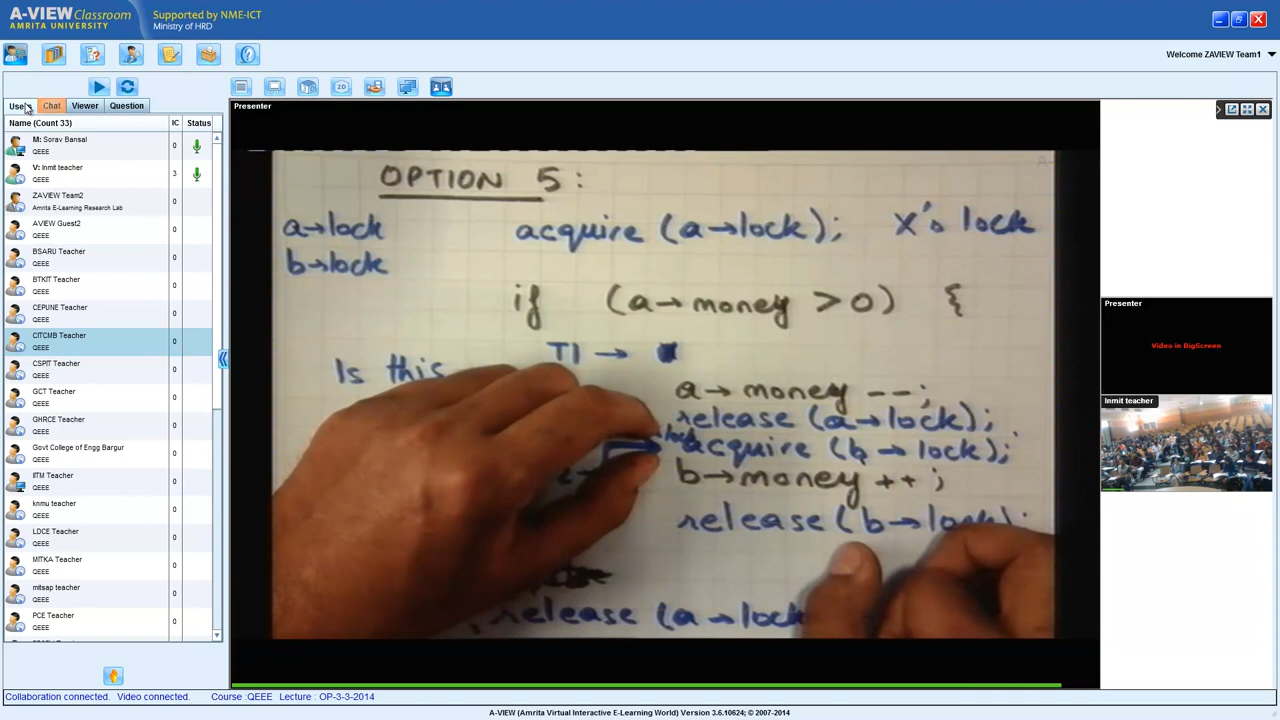 A-VIEW Classroom
AMRITA UNIVERSITY
Supported by NME-ICT
Ministry of HRD
Welcome ZAVIEW Team1
Chat
Viewer
Question
Name (Count 33)
IC
Status
M: Sorav Bansal
QEEE
0
V: Inmit teacher
QEEE
3
ZAVIEW Team2
Amrita E-Learning Research Lab
0
AVIEW Guest2
0
BSARU Teacher
QEEE
0
BTKIT Teacher
QEEE
0
CEPUNE Teacher
QEEE
0
CITCMB Teacher
QEEE
0
CSPIT Teacher
QEEE
0
GCT Teacher
QEEE
0
GHRCE Teacher
QEEE
0
Govt College of Engg Bargur
QEEE
0
IITM Teacher
QEEE
0
knmu Teacher
QEEE
0
LDCE Teacher
QEEE
0
MITKA Teacher
QEEE
0
mitsap teacher
QEEE
0
PCE Teacher
QEEE
0
Presenter
OPTION 5:
a→lock acquire (a→lock); X's lock
b→lock
if (a→money >0) {
T1 →
Is this
a→money --;
release (a→lock);
acquire (b→lock);
b→money ++;
release (b→lock);
release (a→lock
Presenter
Video in BigScreen
Inmit teacher
Collaboration connected. Video connected. Course :QEEE Lecture : OP-3-3-2014
A-VIEW (Amrita Virtual Interactive E-Learning World) Version 3.6.10624; © 2007-2014